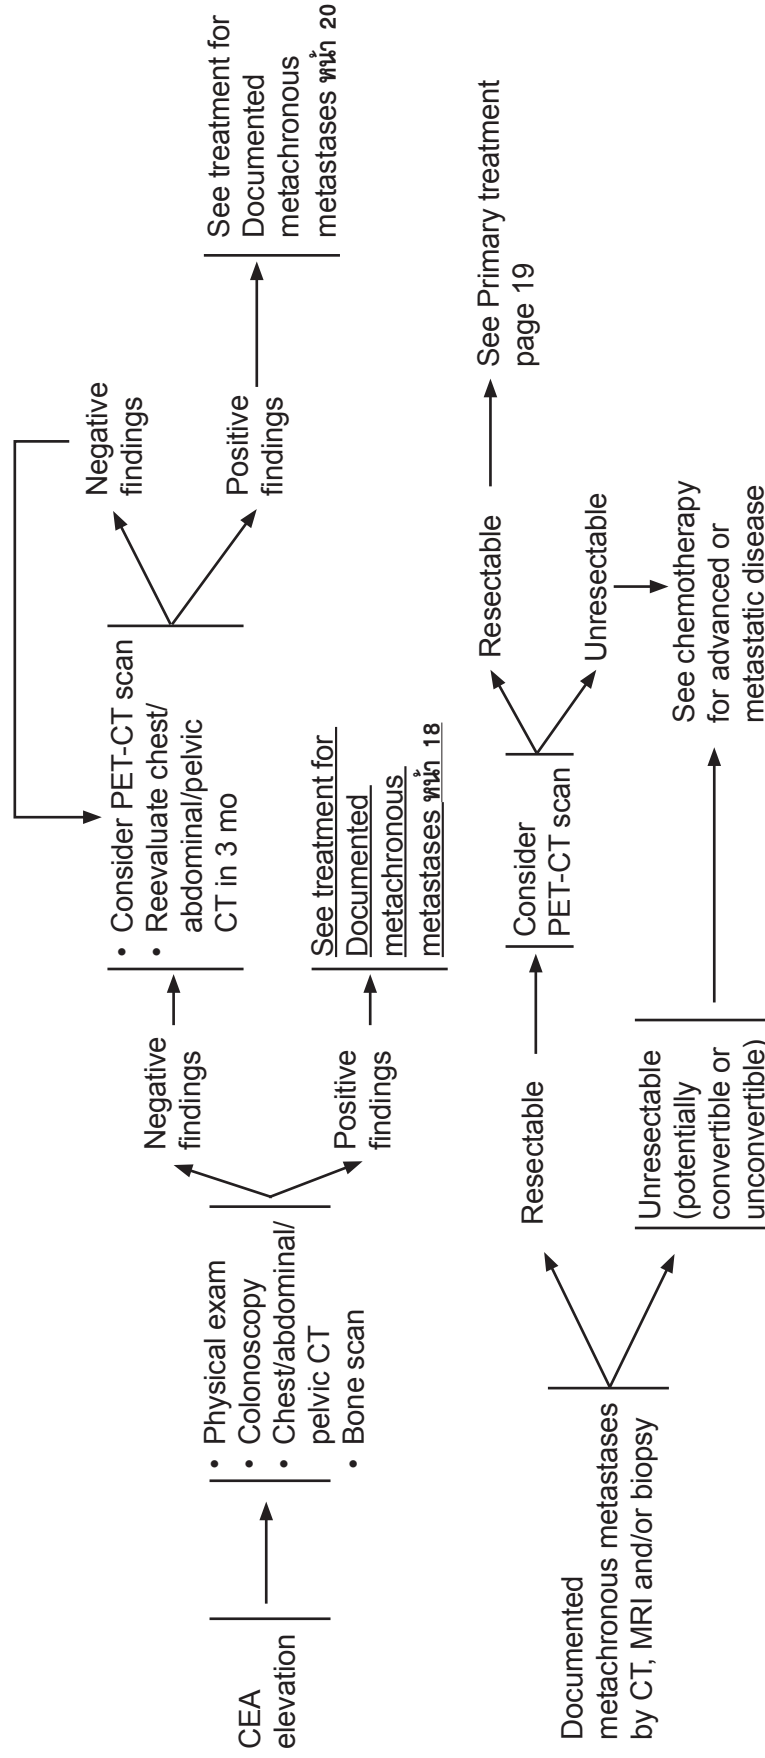 CEA
elevation
• Physical exam
• Colonoscopy
• Chest/abdominal/
pelvic CT
• Bone scan
Negative
findings
Positive
findings
• Consider PET-CT scan
• Reevaluate chest/
abdominal/pelvic
CT in 3 mo
See treatment for
Documented
metachronous
metastases หน้า 18
Negative
findings
Positive
findings
See treatment for
Documented
metachronous
metastases หน้า 20
Documented
metachronous metastases
by CT, MRI and/or biopsy
Resectable
Unresectable
(potentially
convertible or
unconvertible)
Consider
PET-CT scan
Resectable
Unresectable
See Primary treatment
page 19
See chemotherapy
for advanced or
metastatic disease